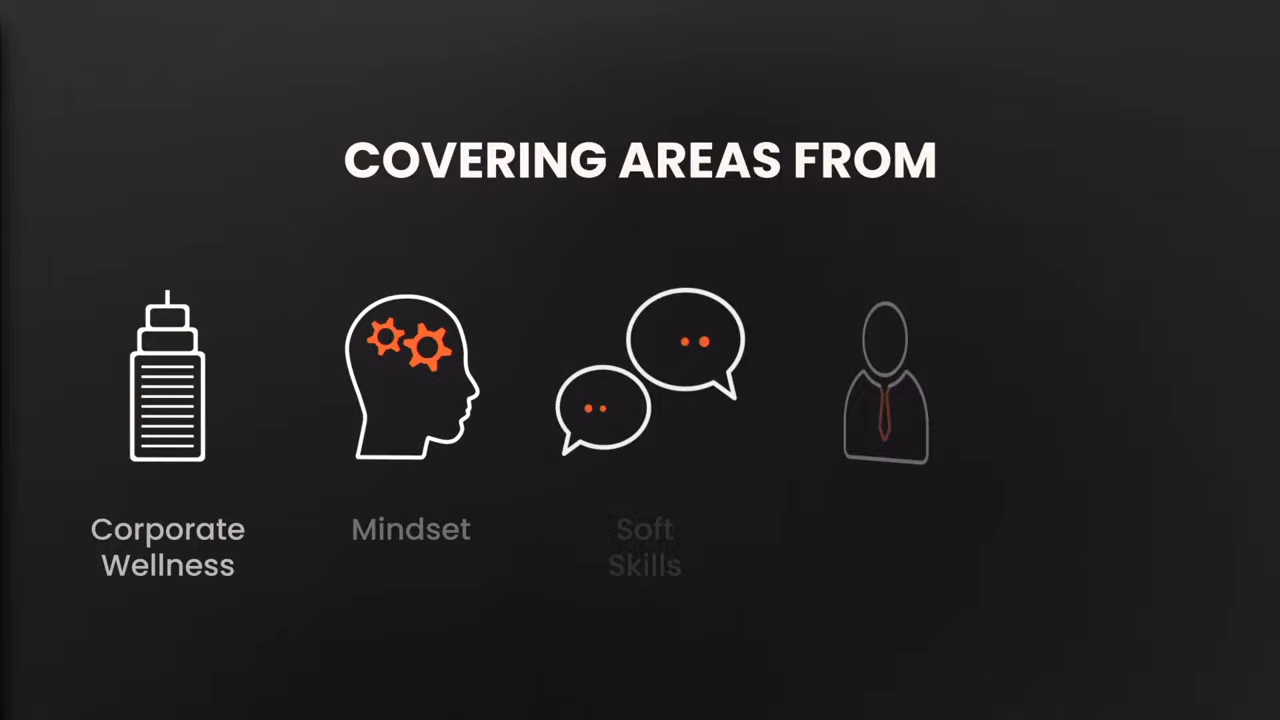 COVERING AREAS FROM
Corporate
Wellness
Mindset
Soft
Skills